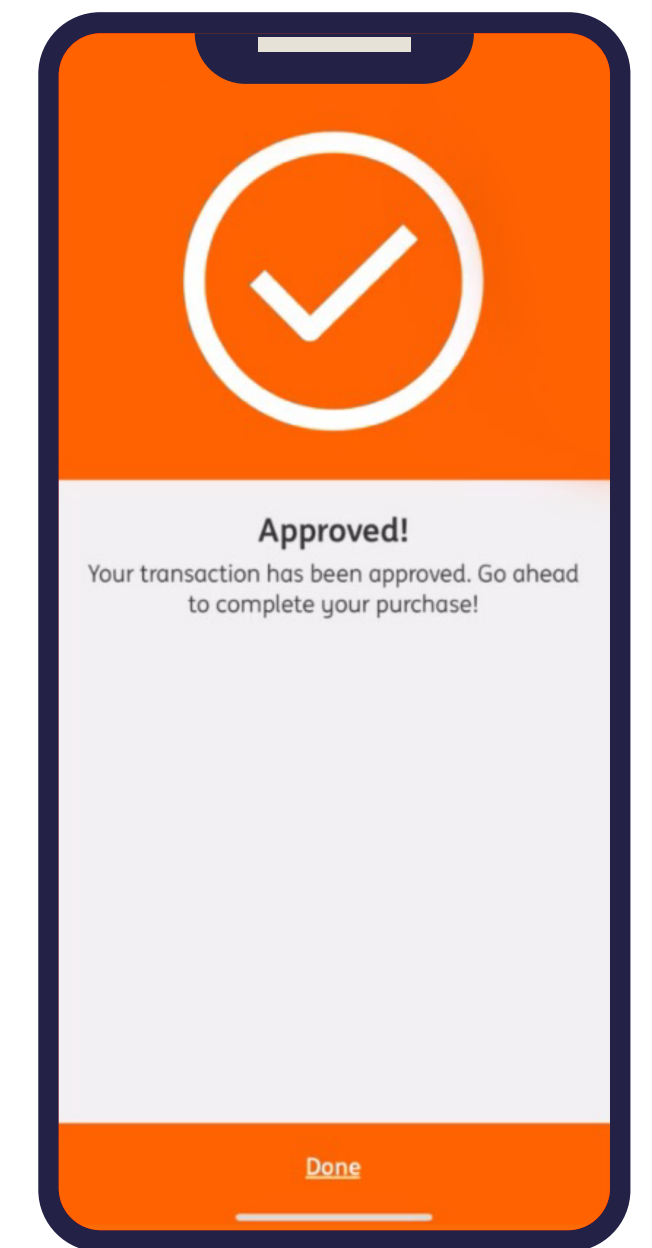 Approved!
Your transaction has been approved. Go ahead
to complete your purchase!
Done